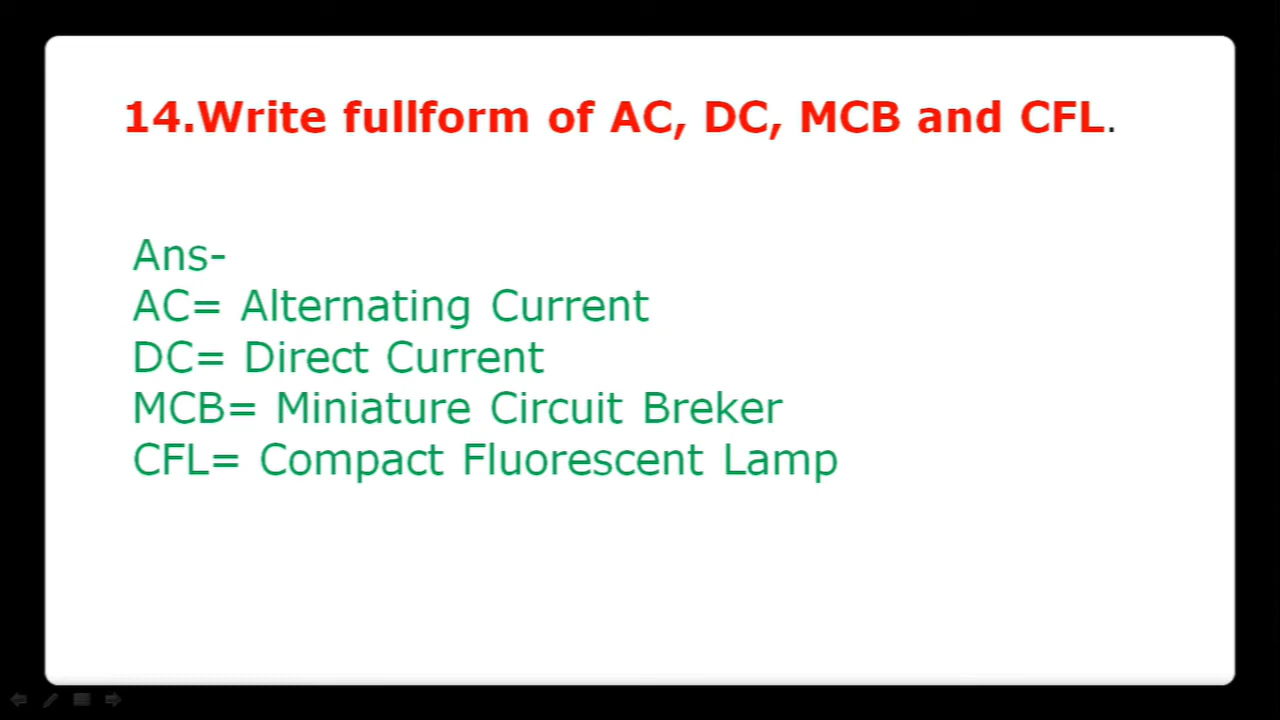 14.Write fullform of AC, DC, MCB and CFL.
Ans-
AC= Alternating Current
DC= Direct Current
MCB= Miniature Circuit Breker
CFL= Compact Fluorescent Lamp